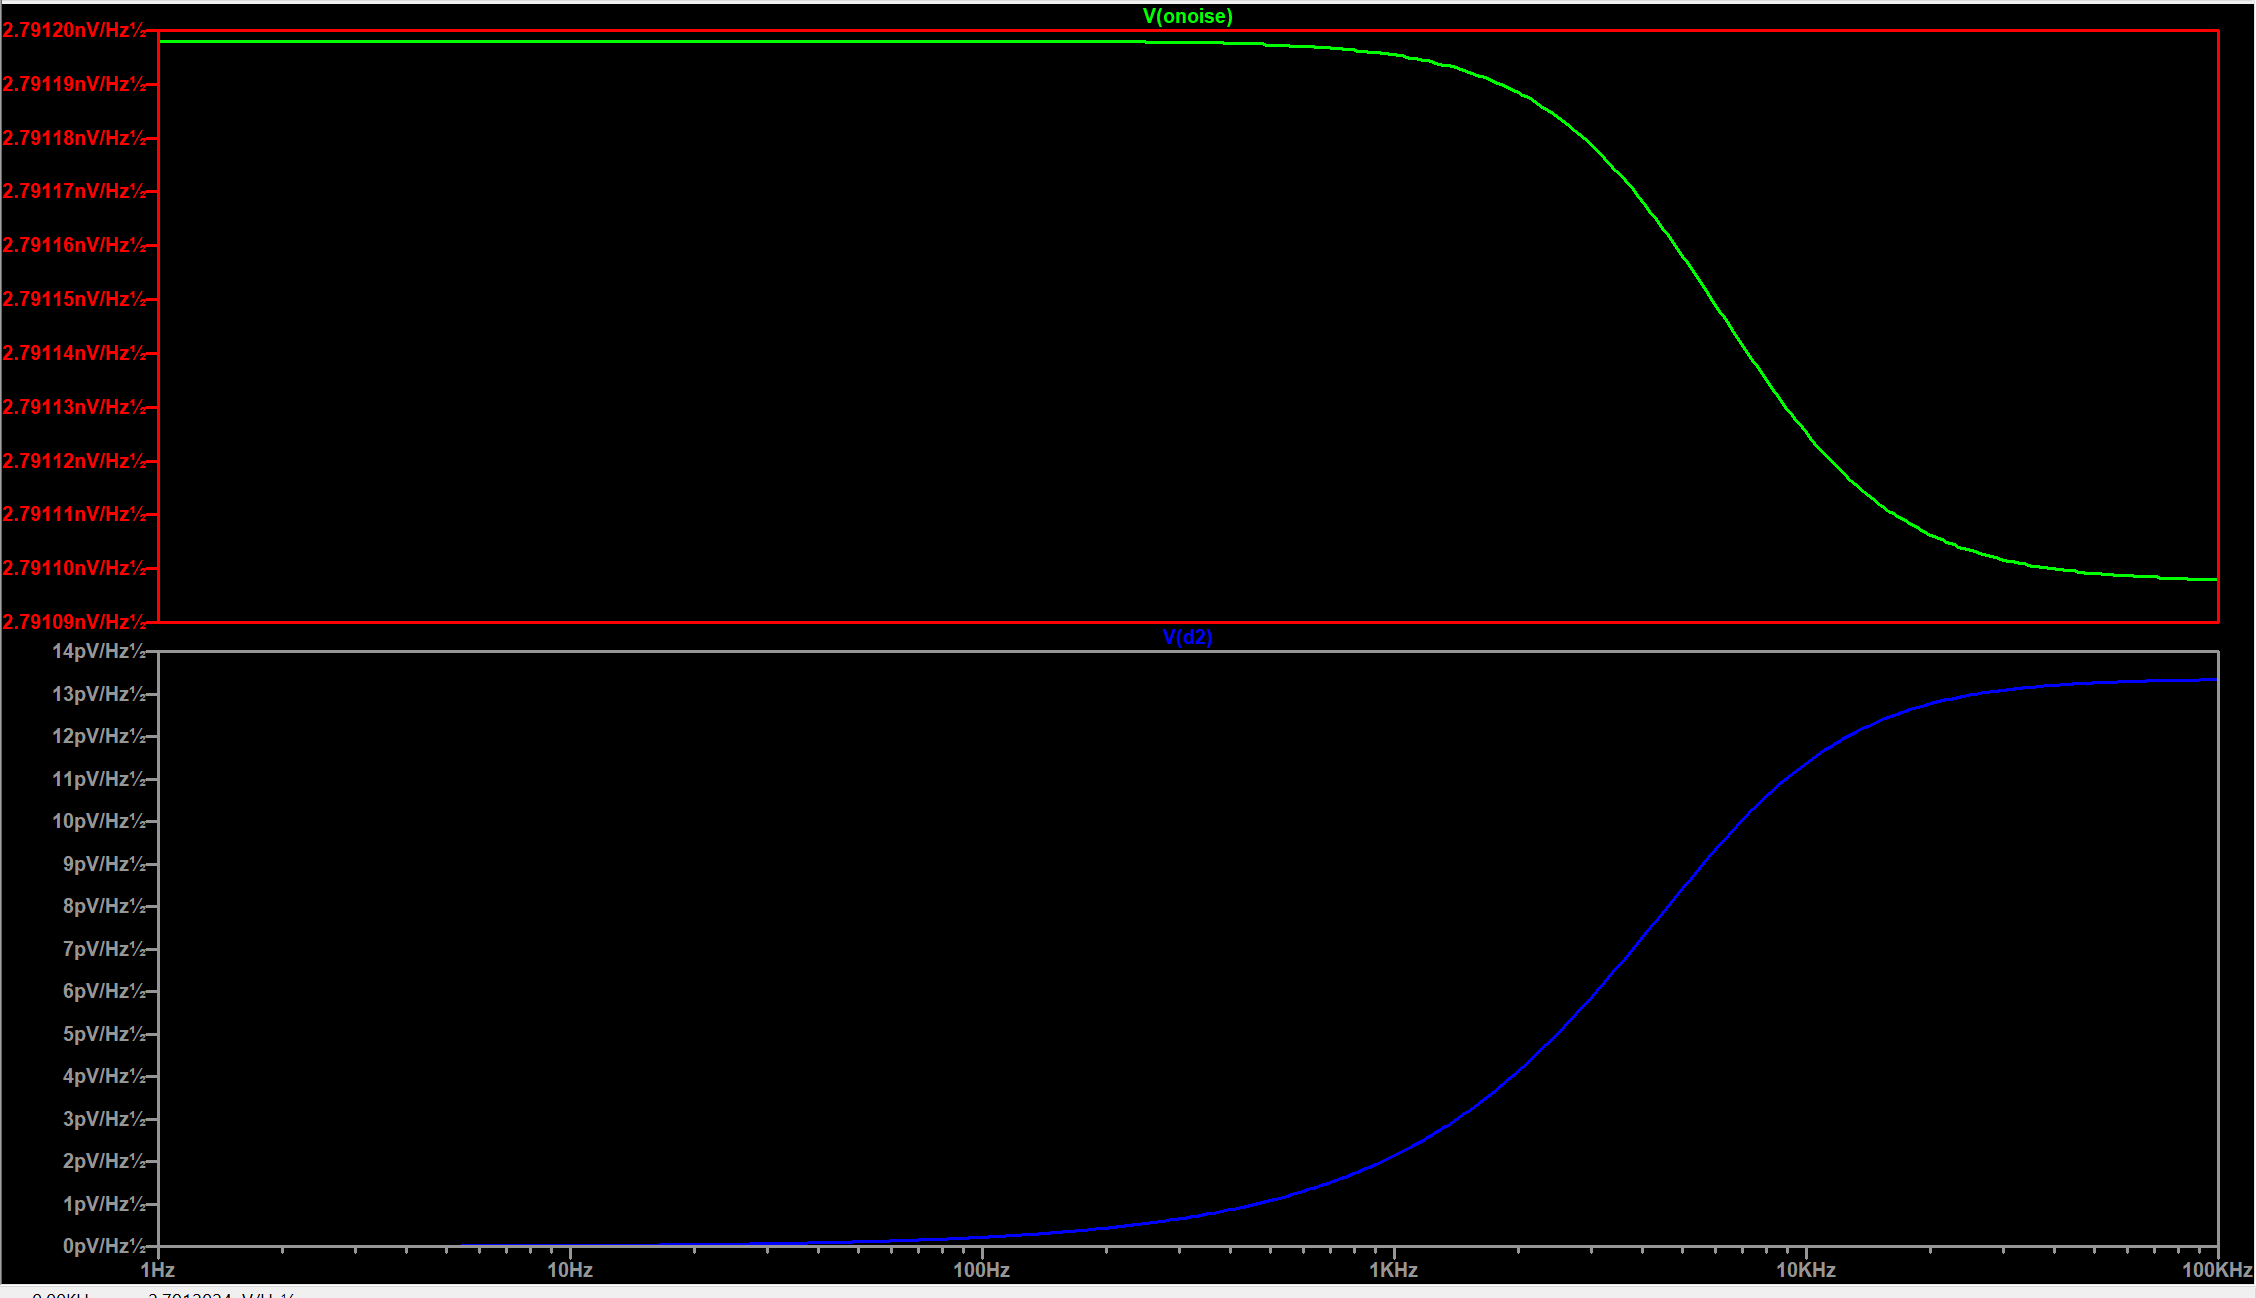 V(onoise)
2.79120nV/Hz½
2.79119nV/Hz½
2.79118nV/Hz½
2.79117nV/Hz½
2.79116nV/Hz½
2.79115nV/Hz½
2.79114nV/Hz½
2.79113nV/Hz½
2.79112nV/Hz½
2.79111nV/Hz½
2.79110nV/Hz½
2.79109nV/Hz½
V(d2)
14pV/Hz½
13pV/Hz½
12pV/Hz½
11pV/Hz½
10pV/Hz½
9pV/Hz½
8pV/Hz½
7pV/Hz½
6pV/Hz½
5pV/Hz½
4pV/Hz½
3pV/Hz½
2pV/Hz½
1pV/Hz½
0pV/Hz½
1Hz 10Hz 100Hz 1KHz 10KHz 100KHz